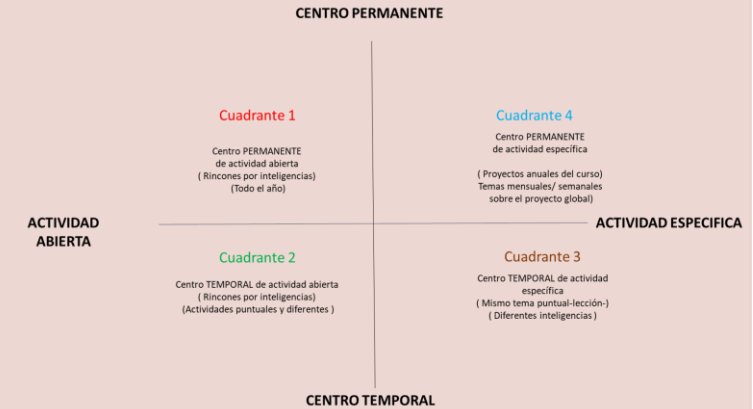 CENTRO PERMANENTE
Cuadrante 1
Centro PERMANENTE
de actividad abierta
( Rincones por inteligencias)
(Todo el año)
Cuadrante 4
Centro PERMANENTE
de actividad específica
( Proyectos anuales del curso)
Temas mensuales/ semanales
sobre el proyecto global)
ACTIVIDAD
ABIERTA
ACTIVIDAD ESPECIFICA
Cuadrante 2
Centro TEMPORAL de actividad abierta
( Rincones por inteligencias)
(Actividades puntuales y diferentes )
Cuadrante 3
Centro TEMPORAL de actividad
específica
( Mismo tema puntual-lección-)
( Diferentes inteligencias )
CENTRO TEMPORAL